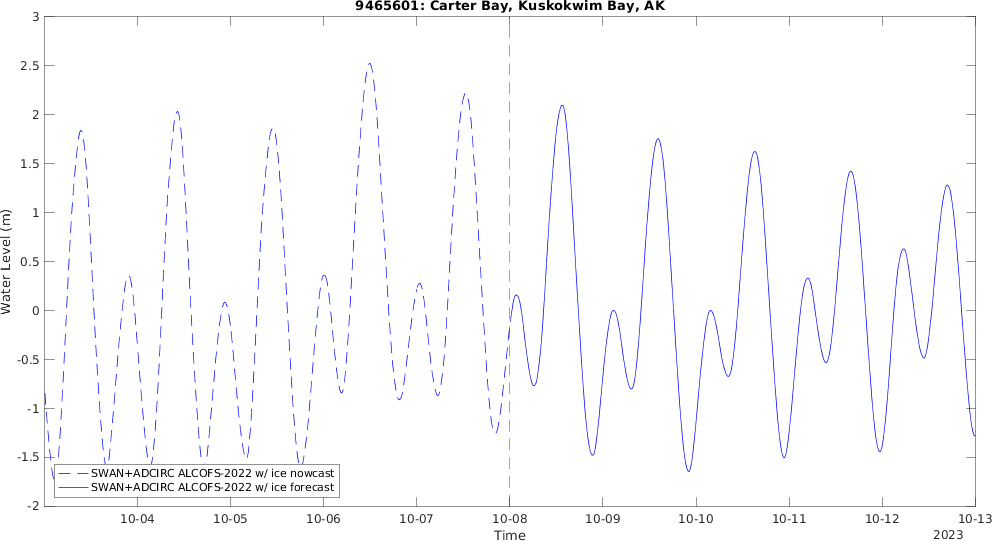 9465601: Carter Bay, Kuskokwim Bay, AK
3
2.5
2
1.5
1
0.5
0
-0.5
-1
-1.5
-2
Water Level (m)
SWAN+ADCIRC ALCOFS-2022 w/ ice nowcast
SWAN+ADCIRC ALCOFS-2022 w/ ice forecast
10-04 10-05 10-06 10-07 10-08 10-09 10-10 10-11 10-12 10-13
Time
2023